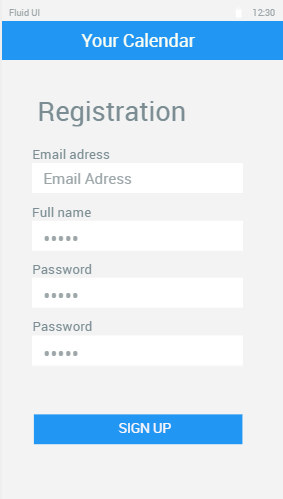 Fluid UI 12:30
Your Calendar
Registration
Email adress
Email Adress
Full name
•••••
Password
•••••
Password
•••••
SIGN UP